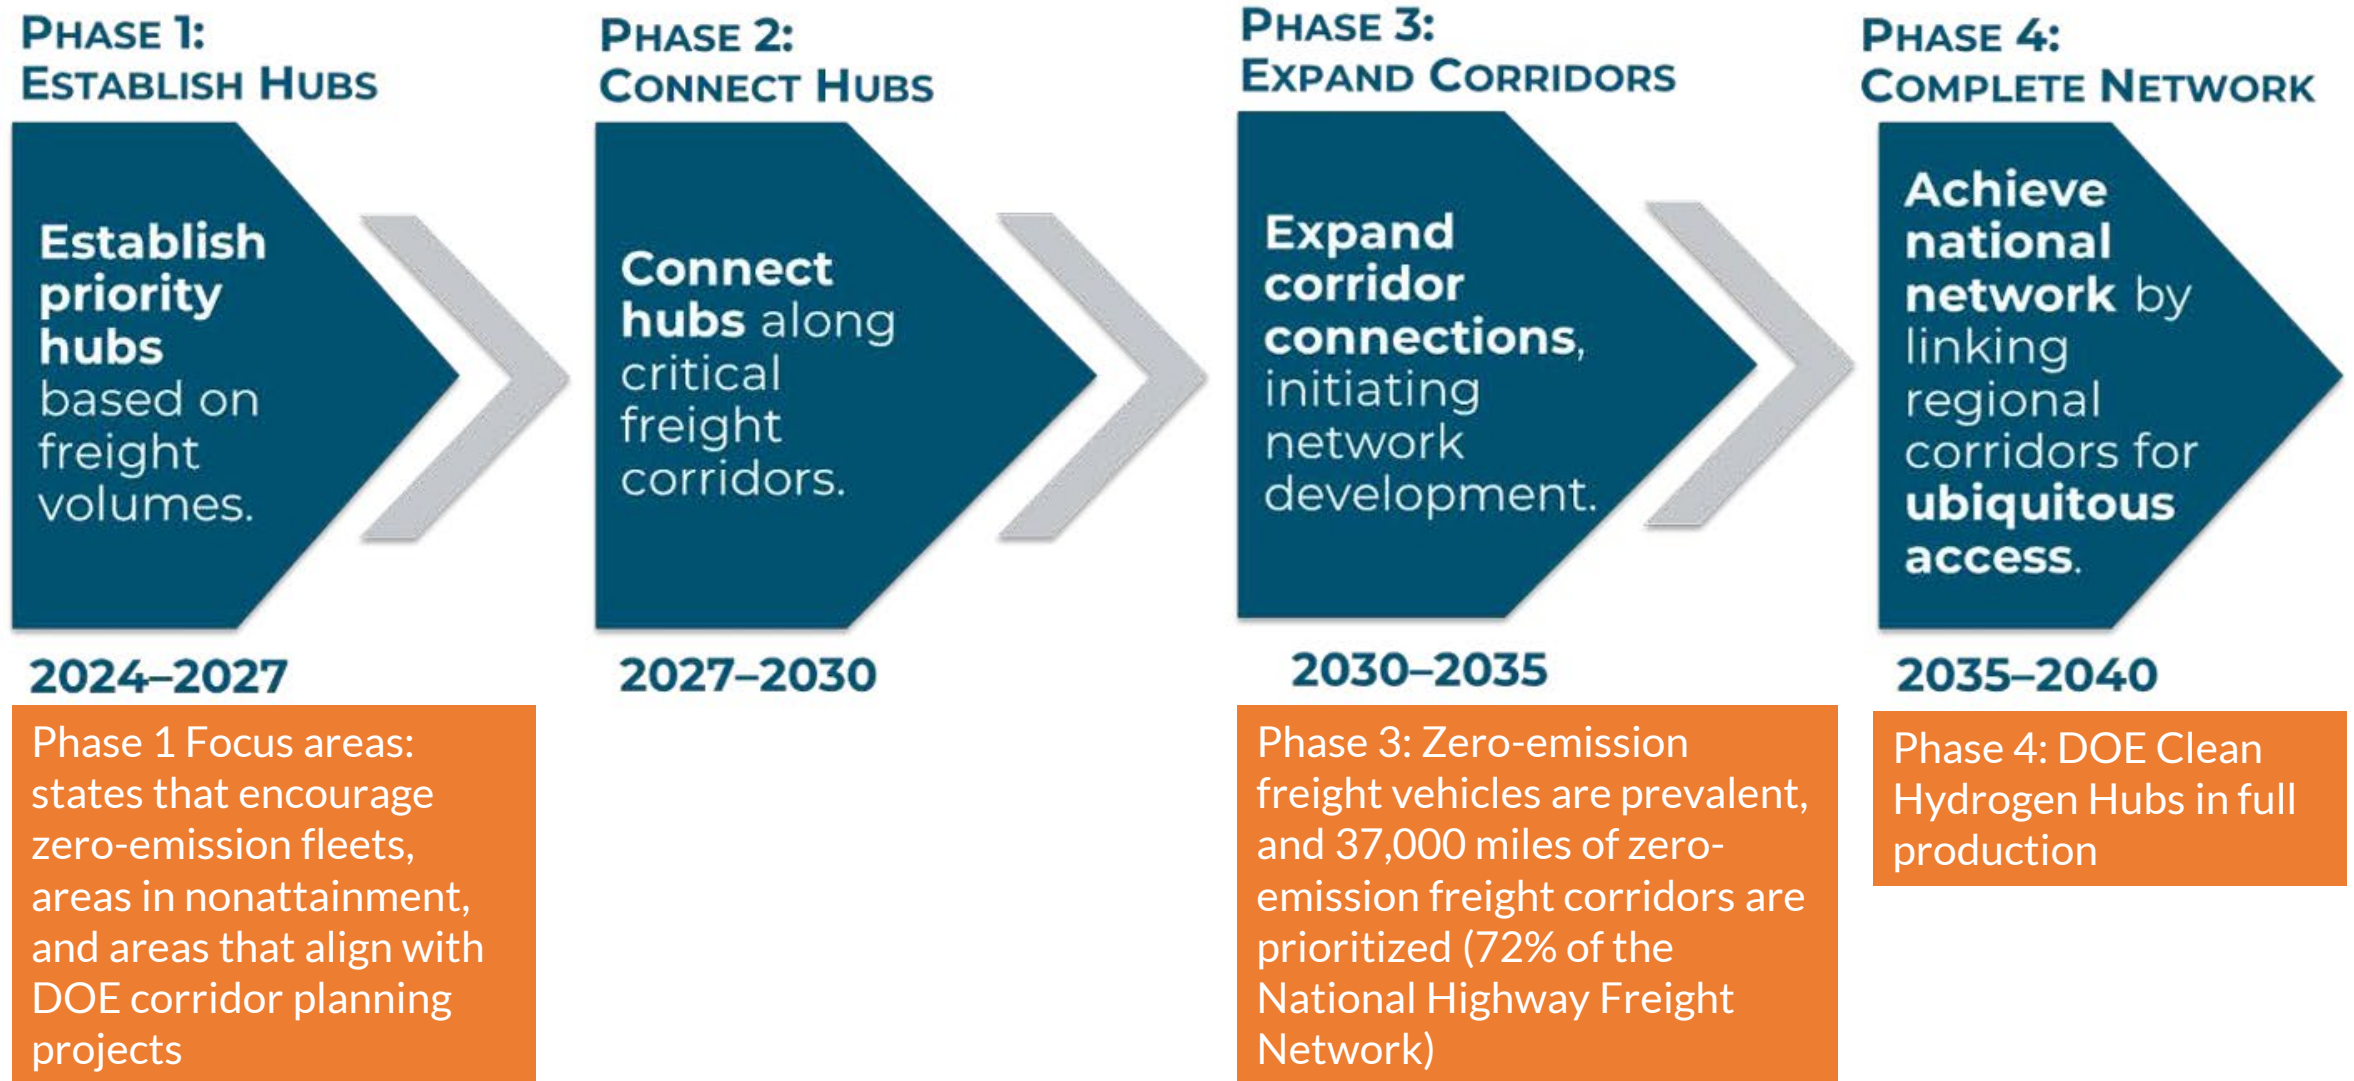 PHASE 1:
ESTABLISH HUBS
Establish
priority
hubs
based on
freight
volumes.
2024–2027
Phase 1 Focus areas:
states that encourage
zero-emission fleets,
areas in nonattainment,
and areas that align with
DOE corridor planning
projects
PHASE 2:
CONNECT HUBS
Connect
hubs along
critical
freight
corridors.
2027–2030
PHASE 3:
EXPAND CORRIDORS
Expand
corridor
connections,
initiating
network
development.
2030–2035
Phase 3: Zero-emission
freight vehicles are prevalent,
and 37,000 miles of zero-
emission freight corridors are
prioritized (72% of the
National Highway Freight
Network)
PHASE 4:
COMPLETE NETWORK
Achieve
national
network by
linking
regional
corridors for
ubiquitous
access.
2035–2040
Phase 4: DOE Clean
Hydrogen Hubs in full
production